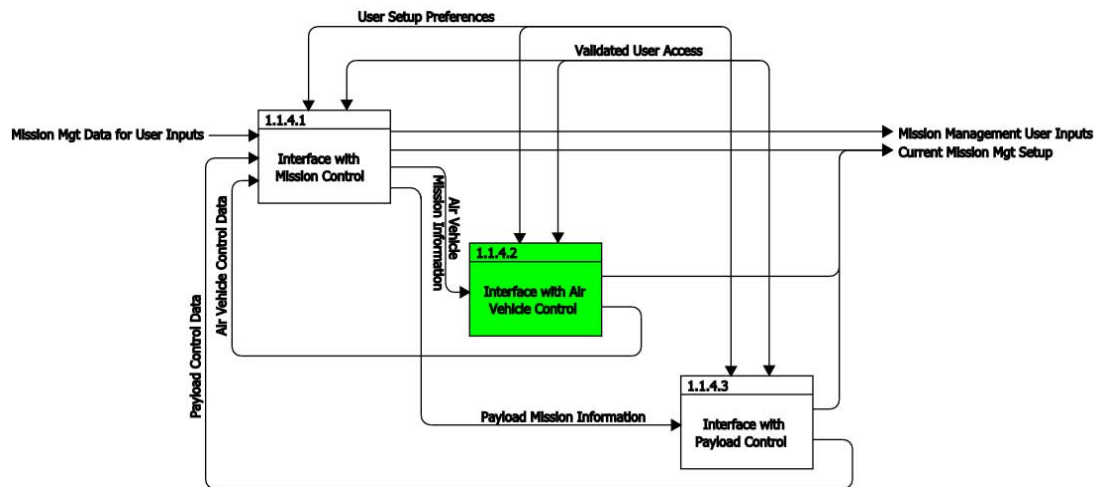 User Setup Preferences
Validated User Access
1.1.4.1
Mission Mgt Data for User Inputs
Interface with
Mission Control
Mission Management User Inputs
Current Mission Mgt Setup
Air Vehicle
Mission Information
Air Vehicle Control Data
Payload Control Data
1.1.4.2
Interface with Air
Vehicle Control
1.1.4.3
Payload Mission Information
Interface with
Payload Control